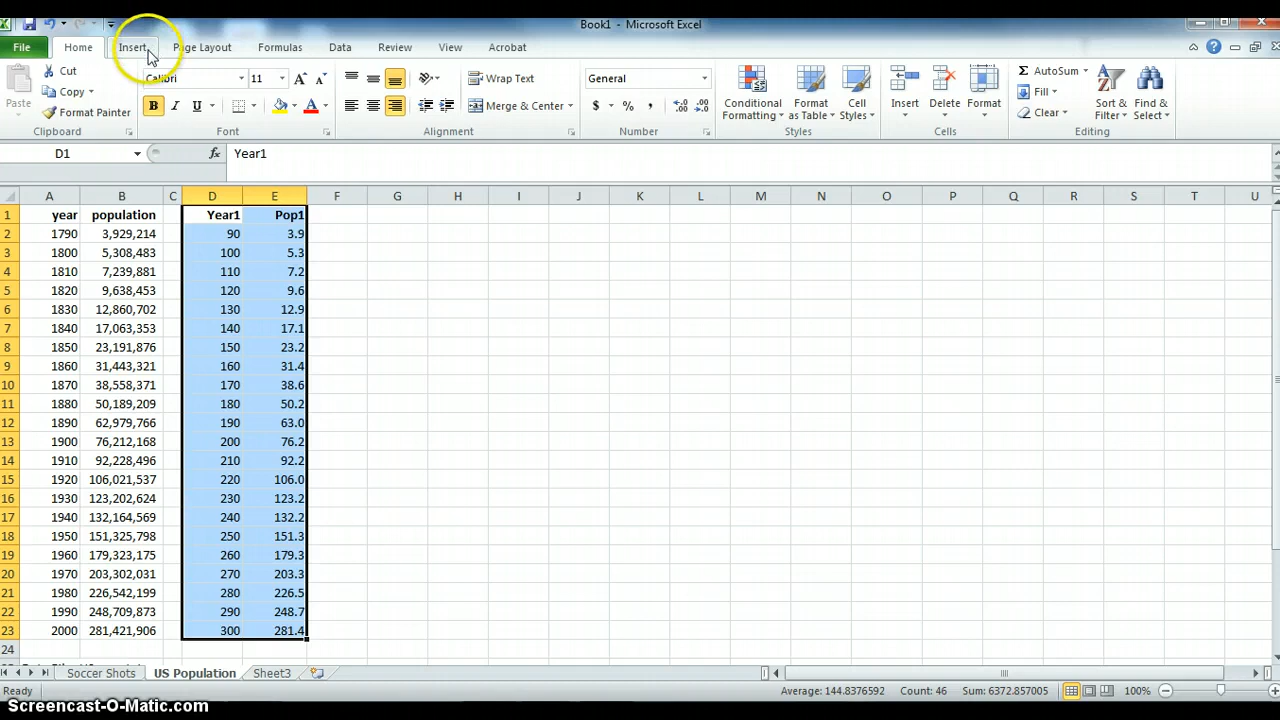 Book1 - Microsoft Excel
File Home Insert Page Layout Formulas Data Review View Acrobat
Paste Cut Calibri 11 Wrap Text General Conditional Formatting Format as Table Cell Styles Insert Delete Format AutoSum Sort & Filter Find & Select
Copy Fill
Format Painter B I U A Merge & Center $ % , Clear
Clipboard Font Alignment Number Styles Cells Editing
D1 fx Year1
A B C D E F G H I J K L M N O P Q R S T U
1 year population Year1 Pop1
2 1790 3,929,214 90 3.9
3 1800 5,308,483 100 5.3
4 1810 7,239,881 110 7.2
5 1820 9,638,453 120 9.6
6 1830 12,860,702 130 12.9
7 1840 17,063,353 140 17.1
8 1850 23,191,876 150 23.2
9 1860 31,443,321 160 31.4
10 1870 38,558,371 170 38.6
11 1880 50,189,209 180 50.2
12 1890 62,979,766 190 63.0
13 1900 76,212,168 200 76.2
14 1910 92,228,496 210 92.2
15 1920 106,021,537 220 106.0
16 1930 123,202,624 230 123.2
17 1940 132,164,569 240 132.2
18 1950 151,325,798 250 151.3
19 1960 179,323,175 260 179.3
20 1970 203,302,031 270 203.3
21 1980 226,542,199 280 226.5
22 1990 248,709,873 290 248.7
23 2000 281,421,906 300 281.4
24
Soccer Shots US Population Sheet3
Ready Average: 144.8376592 Count: 46 Sum: 6372.857005 100%
Screencast-O-Matic.com